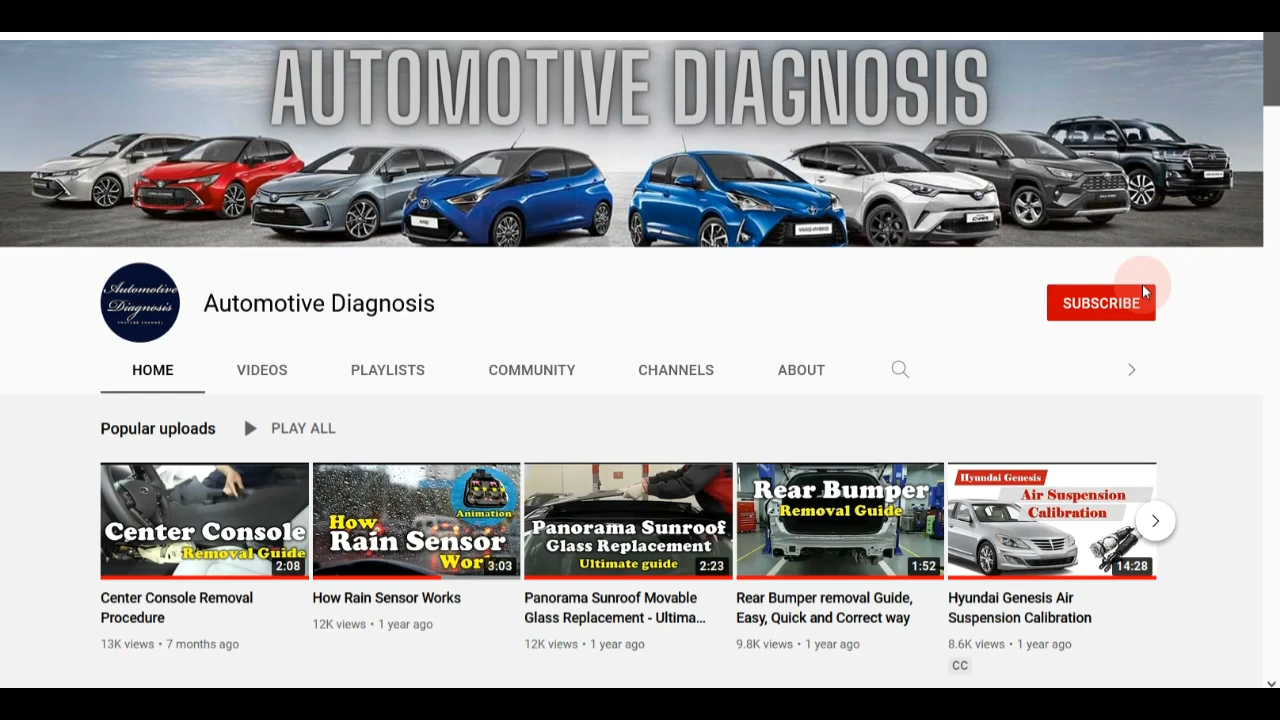 AUTOMOTIVE DIAGNOSIS
Automotive
Diagnosis
YOUTUBE CHANNEL
Automotive Diagnosis
SUBSCRIBE
HOME
VIDEOS
PLAYLISTS
COMMUNITY
CHANNELS
ABOUT
Popular uploads
PLAY ALL
Center Console
Removal Guide
2:08
Center Console Removal
Procedure
13K views • 7 months ago
Animation
How
Rain Sensor
Wor
3:03
How Rain Sensor Works
12K views • 1 year ago
Panorama Sunroof
Glass Replacement
Ultimate guide
2:23
Panorama Sunroof Movable
Glass Replacement - Ultima...
12K views • 1 year ago
Rear Bumper
Removal Guide
1:52
Rear Bumper removal Guide,
Easy, Quick and Correct way
9.8K views • 1 year ago
Hyundai Genesis
Air Suspension
Calibration
14:28
Hyundai Genesis Air
Suspension Calibration
8.6K views • 1 year ago
CC